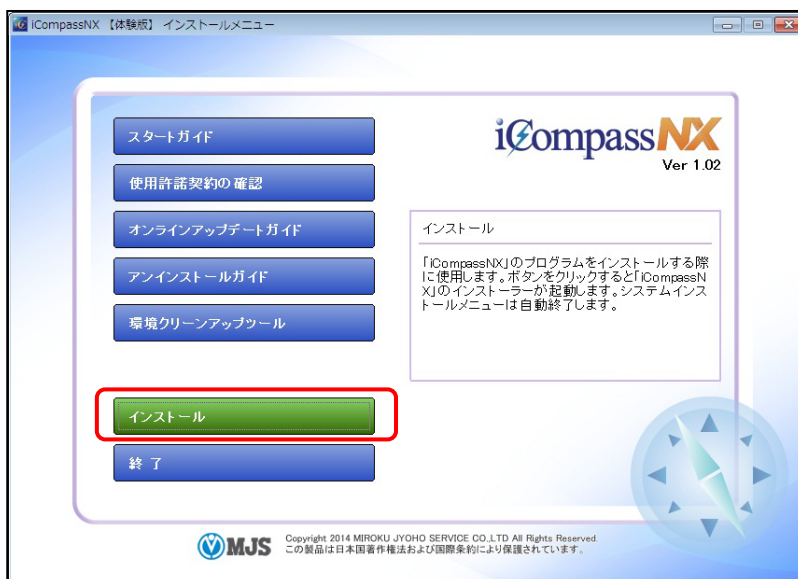 iCompassNX 【体験版】 インストールメニュー
スタートガイド
使用許諾契約の確認
オンラインアップデートガイド
アンインストールガイド
環境クリーンアップツール
インストール
終了
iCompassNX
Ver 1.02
インストール
「iCompassNX」のプログラムをインストールする際
に使用します。ボタンをクリックすると「iCompassN
X」のインストーラーが起動します。システムインス
トールメニューは自動終了します。
MJS
Copyright 2014 MIROKU JYOHO SERVICE CO.,LTD All Rights Reserved.
この製品は日本国著作権法および国際条約により保護されています。